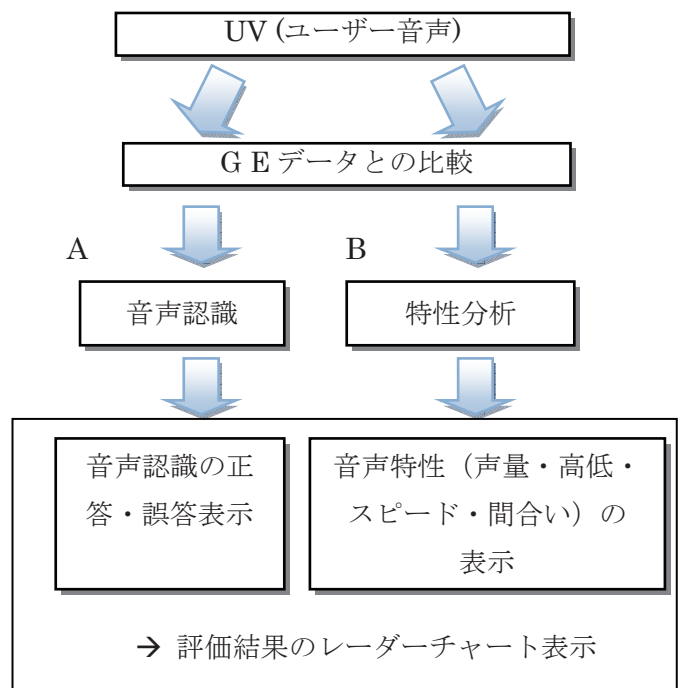 UV (ユーザー音声)
G E データとの比較
A
B
音声認識
特性分析
音声認識の正
答・誤答表示
音声特性(声量・高低・
スピード・間合い)の
表示
→ 評価結果のレーダーチャート表示